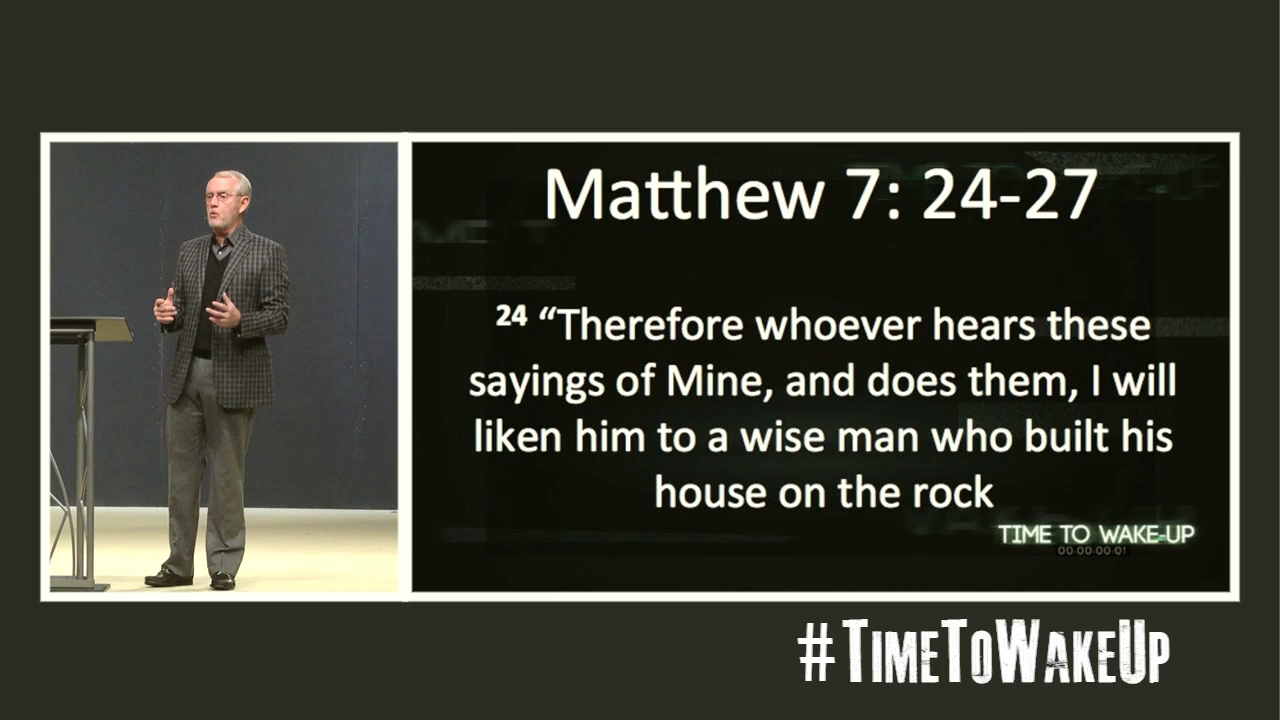 Matthew 7: 24-27
24 “Therefore whoever hears these
sayings of Mine, and does them, I will
liken him to a wise man who built his
house on the rock
TIME TO WAKE-UP
00:00:00:01
#TIMETOWAKEUP